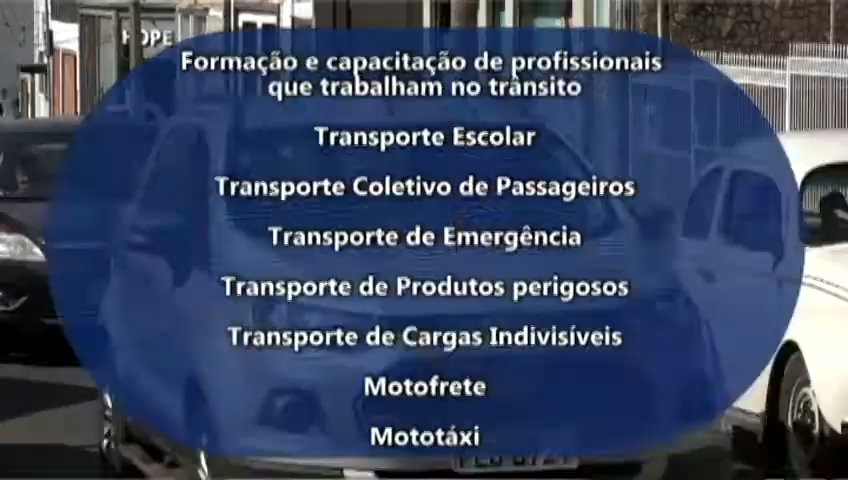 HOPE
Formação e capacitação de profissionais
que trabalham no trânsito
Transporte Escolar
Transporte Coletivo de Passageiros
Transporte de Emergência
Transporte de Produtos perigosos
Transporte de Cargas Indivisíveis
Motofrete
Mototáxi